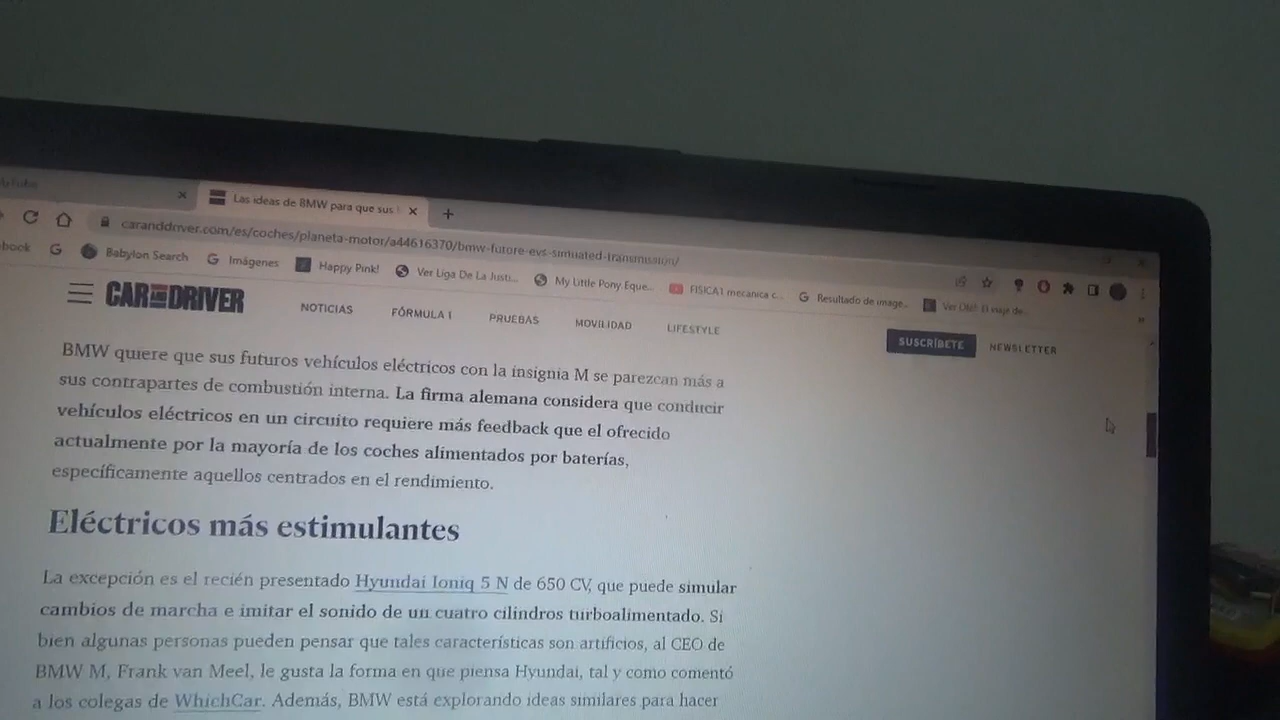 Las ideas de BMW para que sus
caranddriver.com/es/coches/planeta-motor/a44616370/bmw-future-evs-simuated-tranmission/
book
Babylon Search
Imágenes
Happy Pink!
Ver Liga De La Justi...
My Little Pony Eque...
FISICA1 mecanica c...
Resultado de image...
CAR AND DRIVER
NOTICIAS
FÓRMULA 1
PRUEBAS
MOVILIDAD
LIFESTYLE
SUSCRÍBETE
NEWSLETTER
BMW quiere que sus futuros vehículos eléctricos con la insignia M se parezcan más a
sus contrapartes de combustión interna. La firma alemana considera que conducir
vehículos eléctricos en un circuito requiere más feedback que el ofrecido
actualmente por la mayoría de los coches alimentados por baterías,
específicamente aquellos centrados en el rendimiento.
Eléctricos más estimulantes
La excepción es el recién presentado Hyundai Ioniq 5 N de 650 CV, que puede simular
cambios de marcha e imitar el sonido de un cuatro cilindros turboalimentado. Si
bien algunas personas pueden pensar que tales características son artificios, al CEO de
BMW M, Frank van Meel, le gusta la forma en que piensa Hyundai, tal y como comentó
a los colegas de WhichCar. Además, BMW está explorando ideas similares para hacer